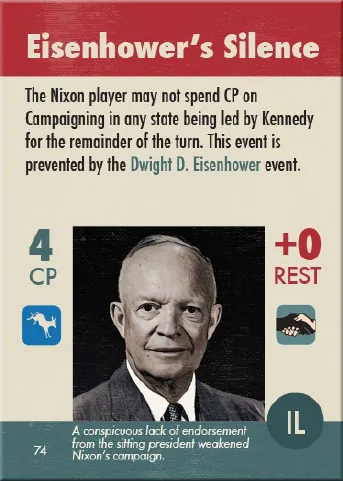 Eisenhower's Silence
The Nixon player may not spend CP on
Campaigning in any state being led by Kennedy
for the remainder of the turn. This event is
prevented by the Dwight D. Eisenhower event.
4
CP
+0
REST
IL
74
A conspicuous lack of endorsement
from the sitting president weakened
Nixon's campaign.